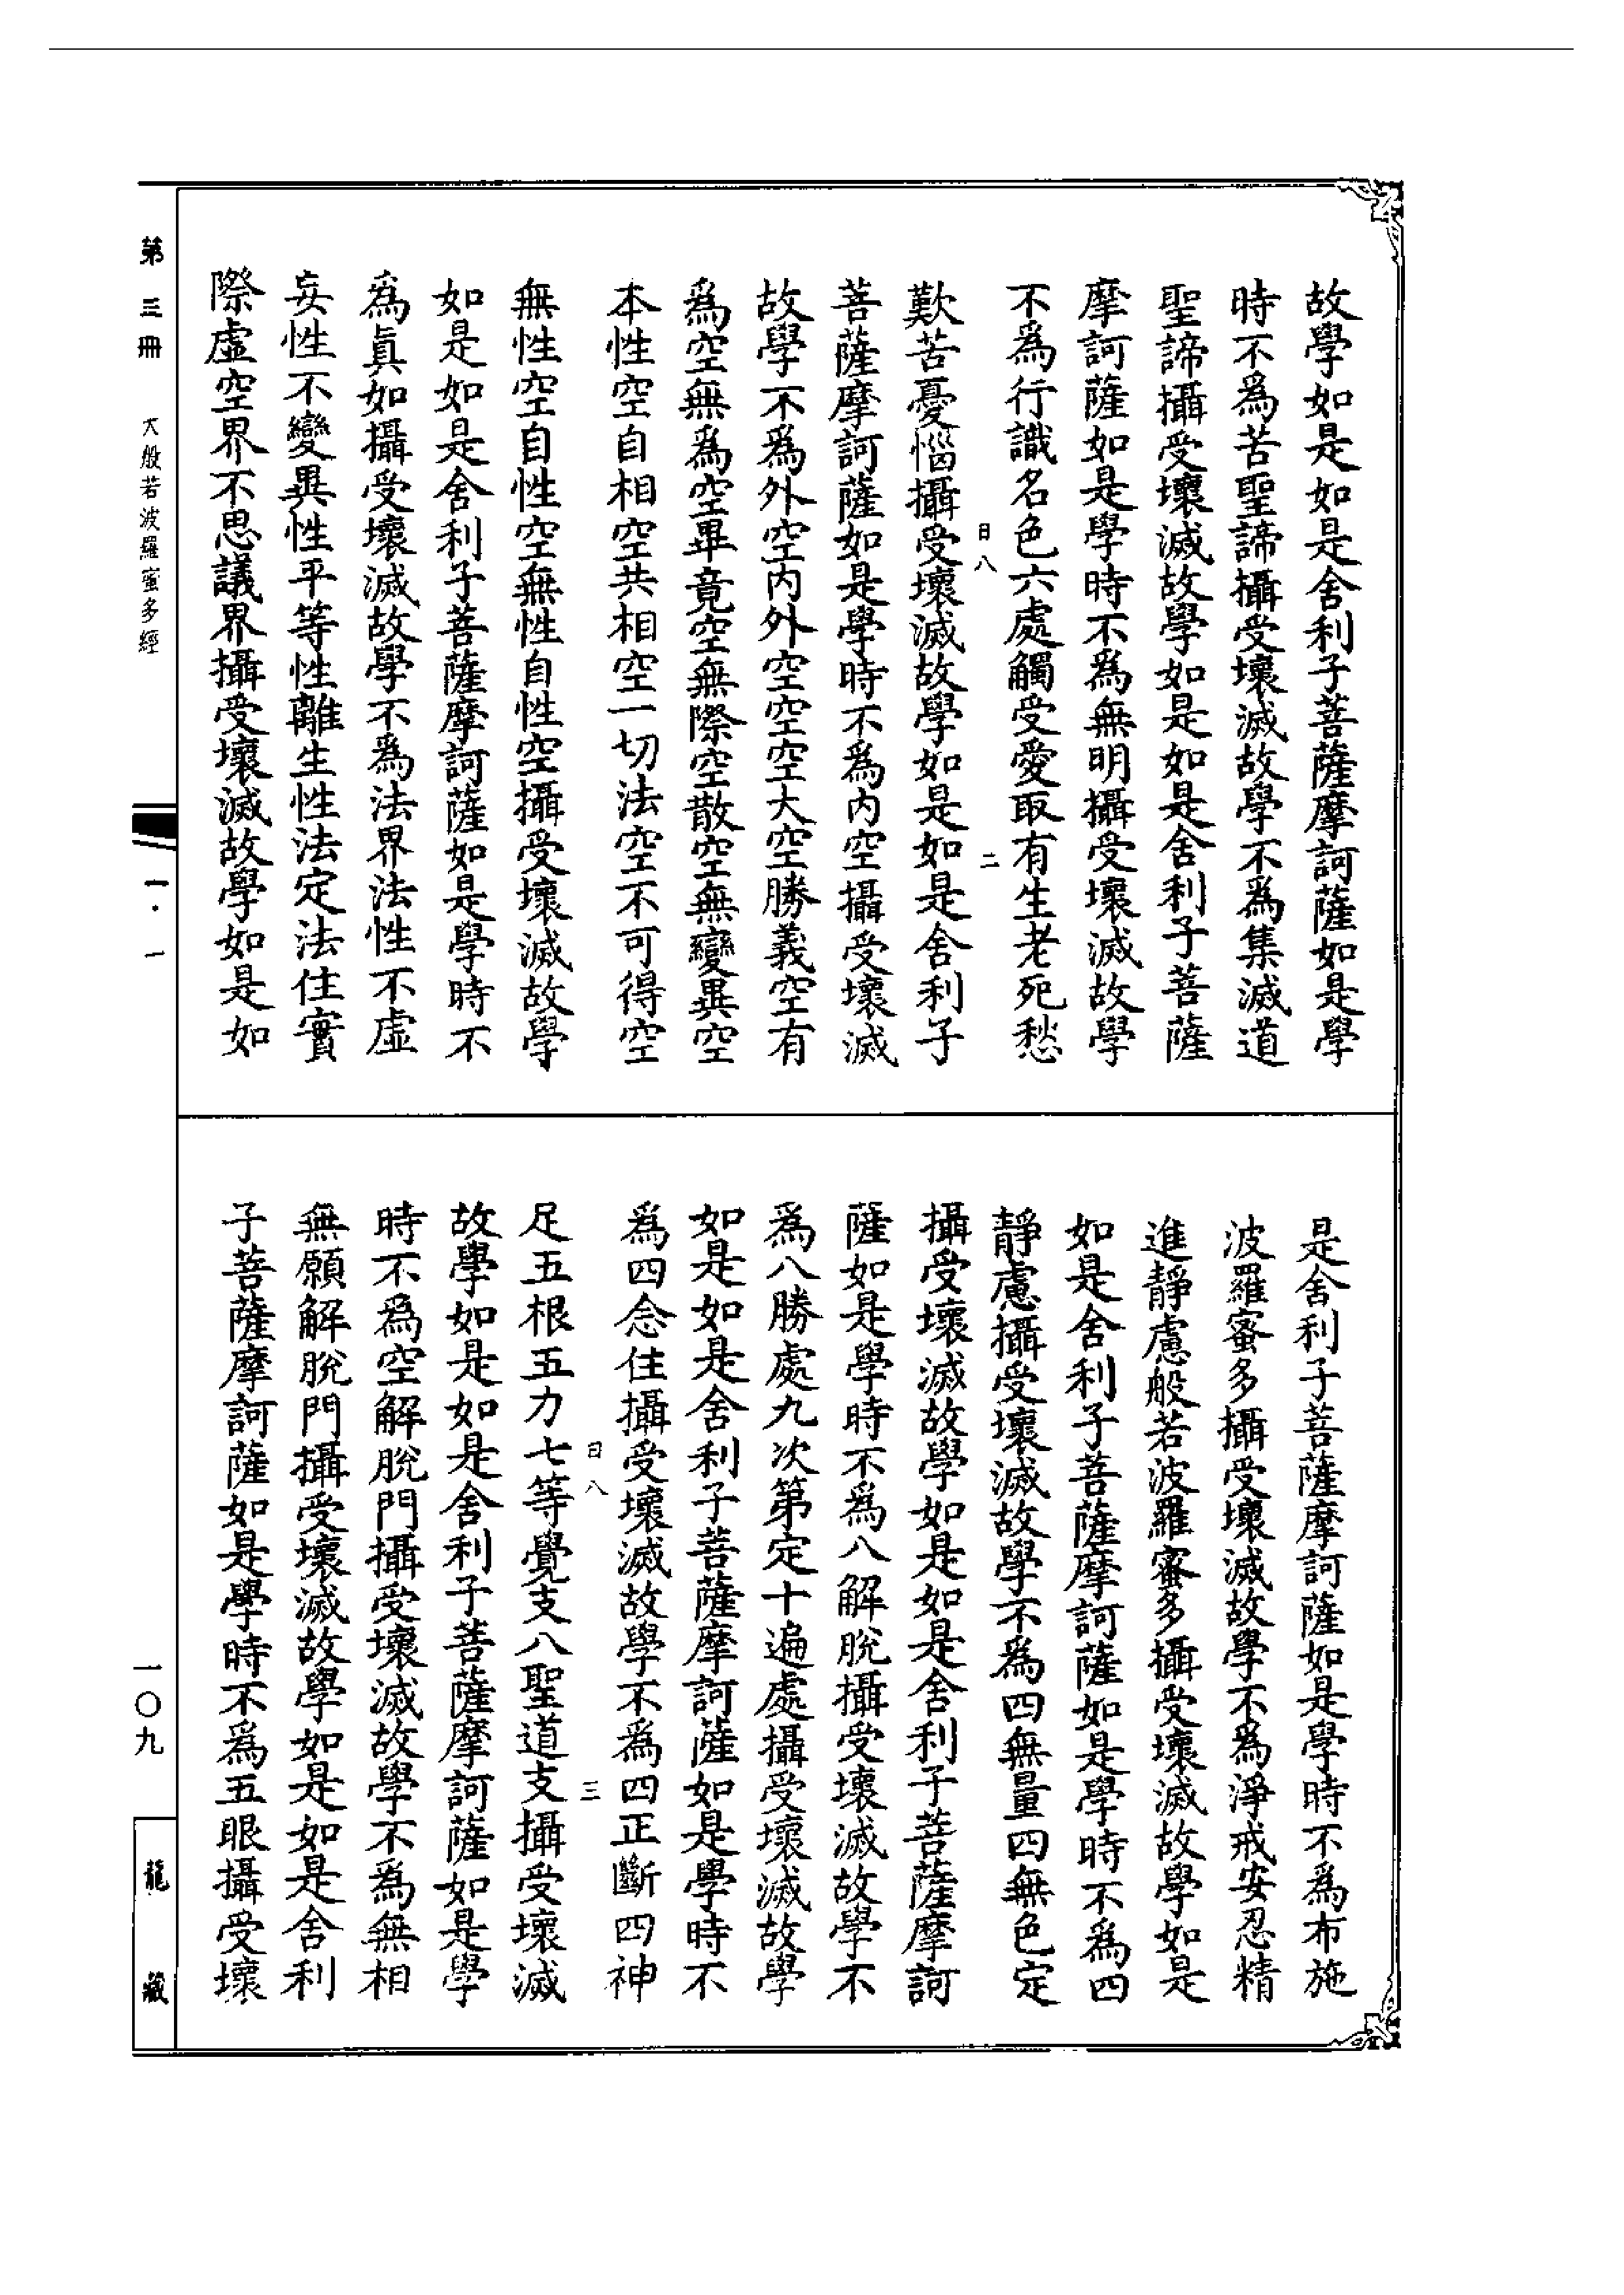 故學如是如是舍利子菩薩摩訶薩如是學
時不爲苦聖諦攝受壞滅故學不爲集滅道
聖諦攝受壞滅故學如是如是舍利子菩薩
摩訶薩如是學時不爲無明攝受壞滅故學
不爲行識名色六處觸受愛取有生老死愁
日八 二
歎苦憂惱攝受壞滅故學如是如是舍利子
菩薩摩訶薩如是學時不爲内空攝受壞滅
故學不爲外空内外空空空大空勝義空有
爲空無爲空畢竟空無際空散空無變異空
本性空自相空共相空一切法空不可得空
無性空自性空無性自性空攝受壞滅故學
如是如是舍利子菩薩摩訶薩如是學時不
爲眞如攝受壞滅故學不爲法界法性不虛
妄性不變異性平等性離生性法定法住實
際虛空界不思議界攝受壞滅故學如是如
是舍利子菩薩摩訶薩如是學時不爲布施
波羅蜜多攝受壞滅故學不爲淨戒安忍精
進靜慮般若波羅蜜多攝受壞滅故學如是
如是舍利子菩薩摩訶薩如是學時不爲四
靜慮攝受壞滅故學不爲四無量四無色定
攝受壞滅故學如是如是舍利子菩薩摩訶
薩如是學時不爲八解脫攝受壞滅故學不
爲八勝處九次第定十遍處攝受壞滅故學
如是如是舍利子菩薩摩訶薩如是學時不
爲四念住攝受壞滅故學不爲四正斷四神
日八 三
足五根五力七等覺支八聖道支攝受壞滅
故學如是如是舍利子菩薩摩訶薩如是學
時不爲空解脫門攝受壞滅故學不爲無相
無願解脫門攝受壞滅故學如是如是舍利
子菩薩摩訶薩如是學時不爲五眼攝受壞
第三冊 大般若波羅蜜多經 一·一 一〇九 龍藏